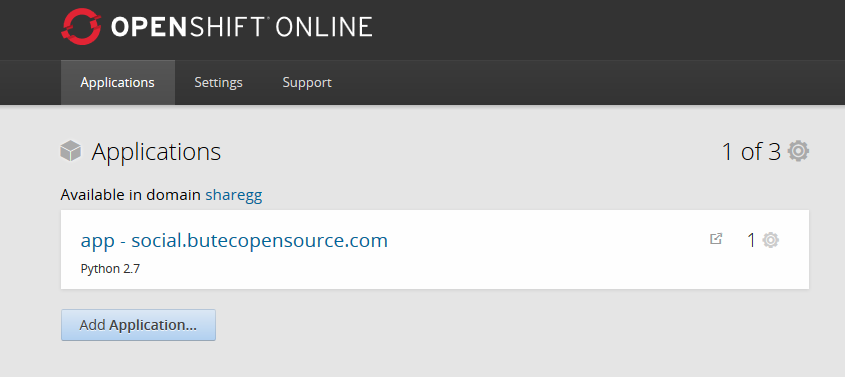 OPENSHIFT ONLINE
Applications Settings Support
Applications 1 of 3
Available in domain sharegg
app - social.butecopensource.com 1
Python 2.7
Add Application...